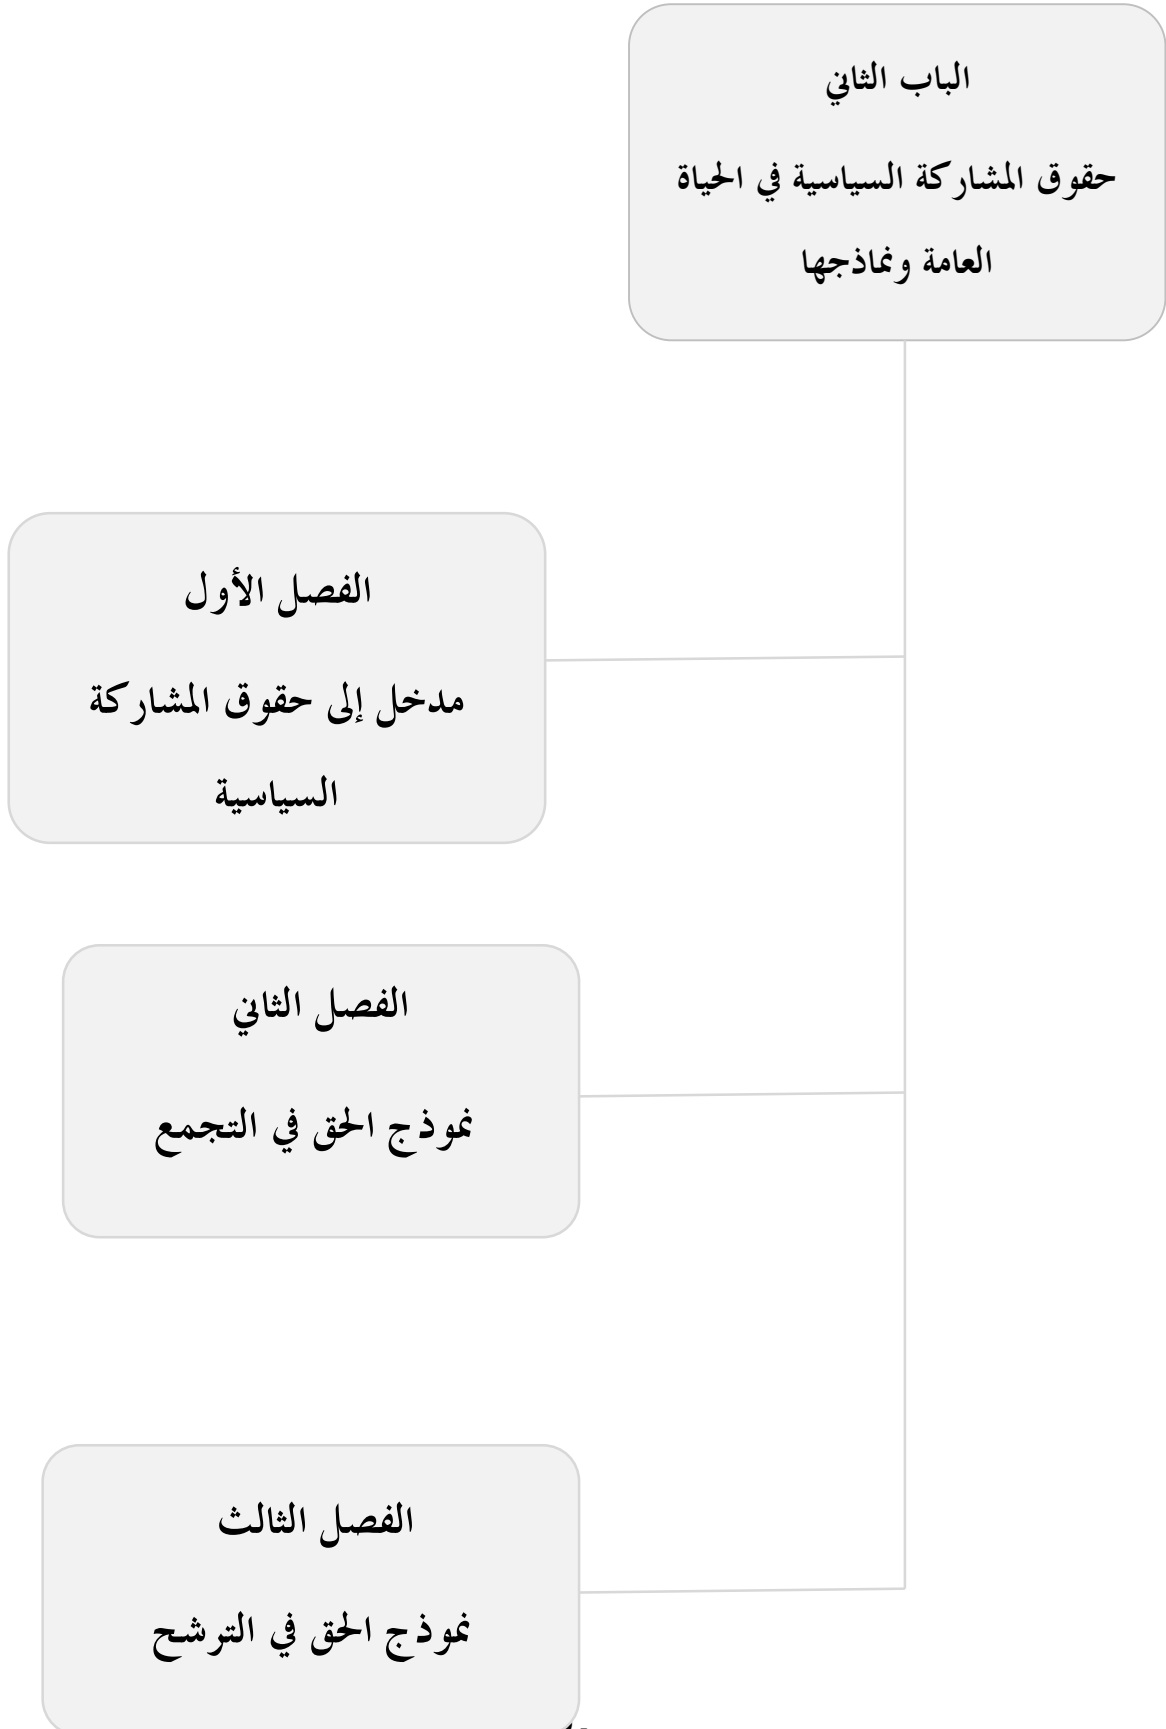 الباب الثاني
حقوق المشاركة السياسية في الحياة
العامة ونماذجها
الفصل الأول
مدخل إلى حقوق المشاركة
السياسية
الفصل الثاني
نموذج الحق في التجمع
الفصل الثالث
نموذج الحق في الترشح